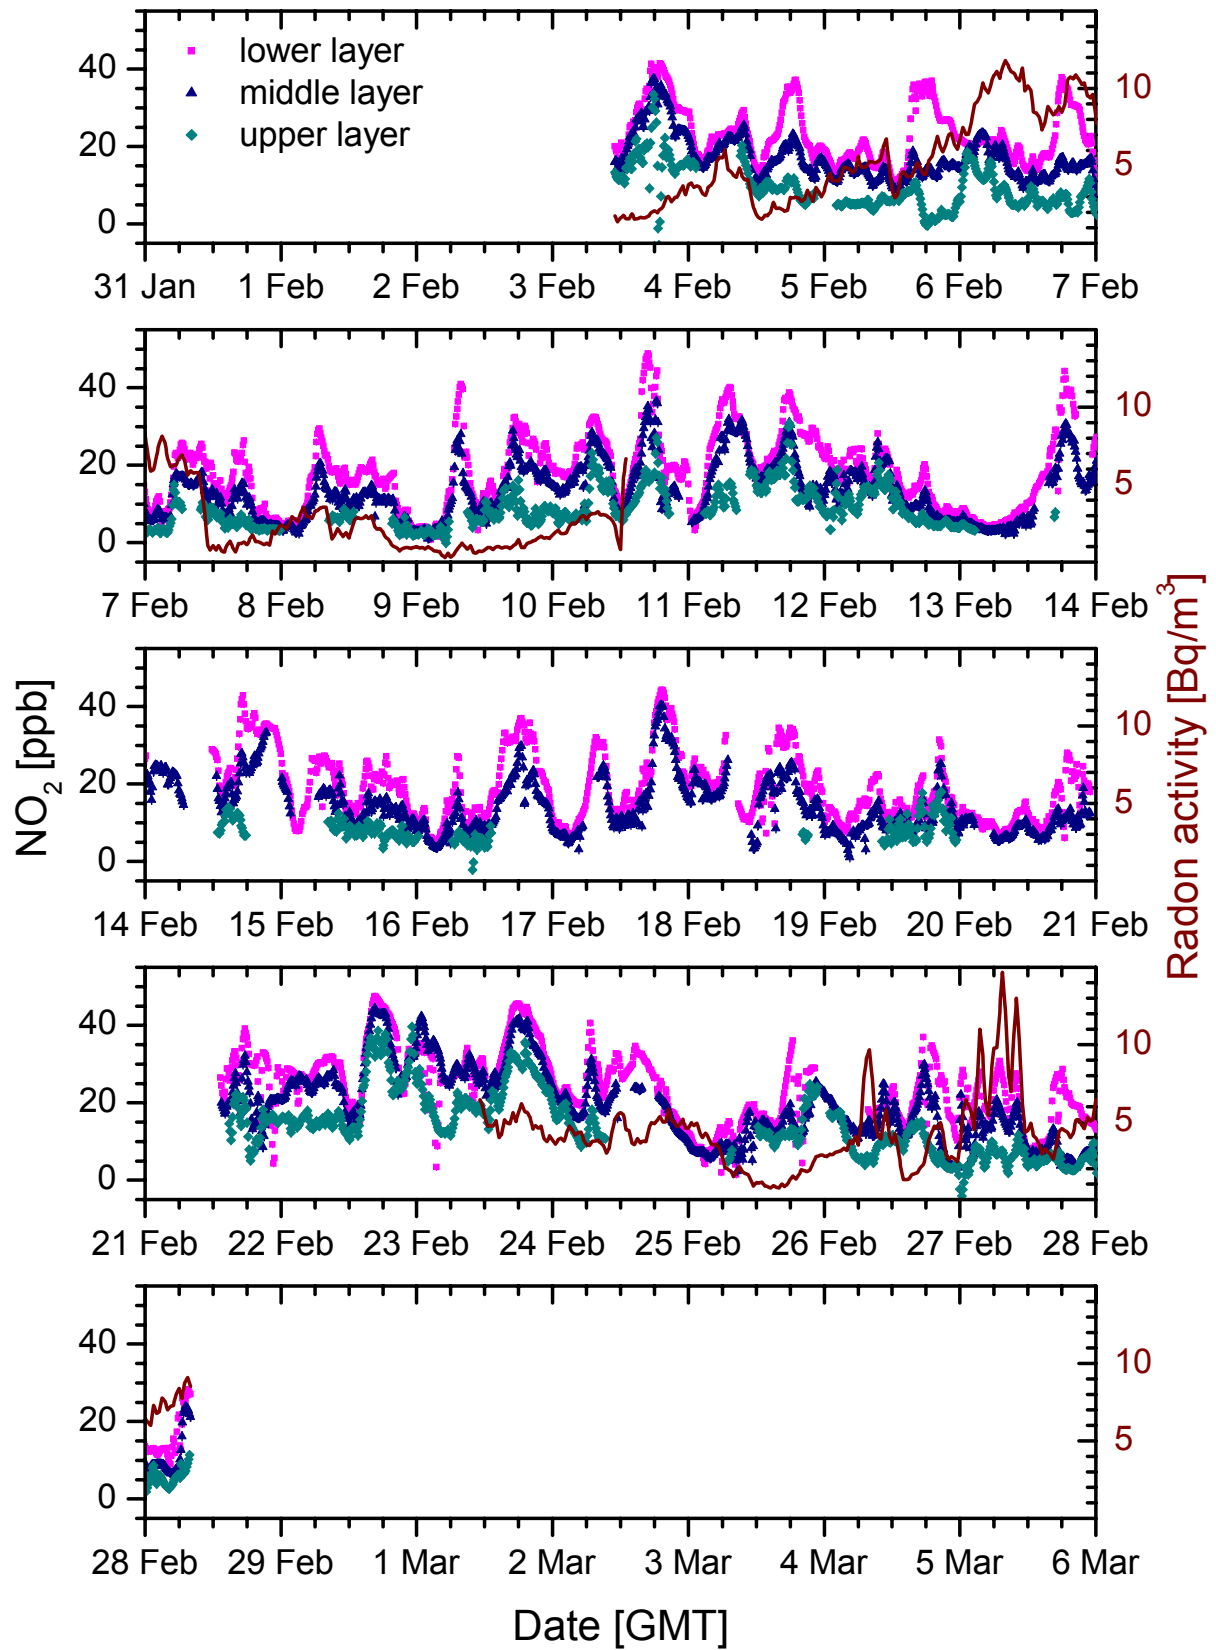 lower layer
middle layer
upper layer
40
20
0
10
5
31 Jan 1 Feb 2 Feb 3 Feb 4 Feb 5 Feb 6 Feb 7 Feb
40
20
0
10
5
7 Feb 8 Feb 9 Feb 10 Feb 11 Feb 12 Feb 13 Feb 14 Feb
40
20
0
10
5
14 Feb 15 Feb 16 Feb 17 Feb 18 Feb 19 Feb 20 Feb 21 Feb
40
20
0
10
5
21 Feb 22 Feb 23 Feb 24 Feb 25 Feb 26 Feb 27 Feb 28 Feb
40
20
0
10
5
28 Feb 29 Feb 1 Mar 2 Mar 3 Mar 4 Mar 5 Mar 6 Mar
NO₂ [ppb]
Radon activity [Bq/m³]
Date [GMT]